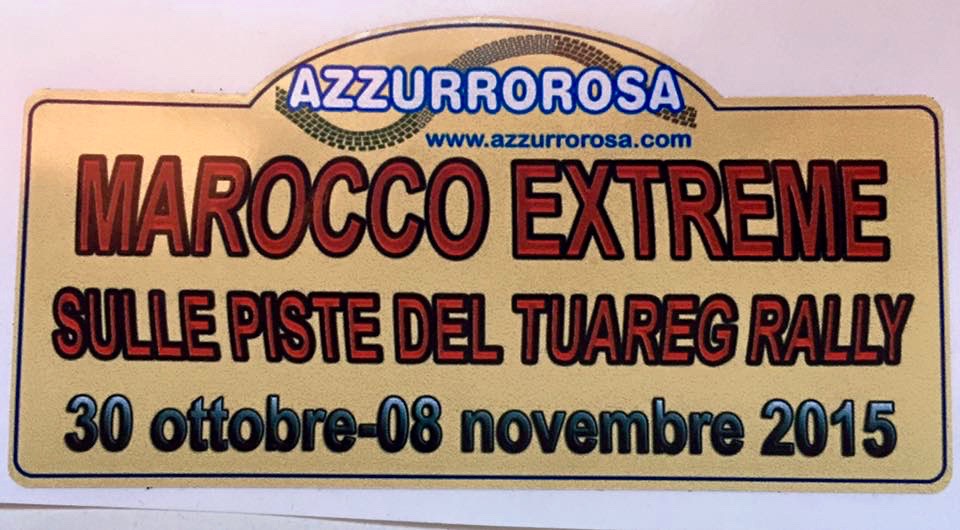 AZZURROROSA
www.azzurrorosa.com
MAROCCO EXTREME
SULLE PISTE DEL TUAREG RALLY
30 ottobre-08 novembre 2015